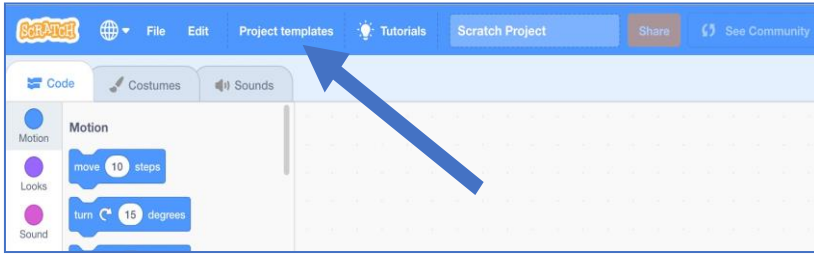 SCRATCH File Edit Project templates Tutorials Scratch Project Share See Community
Code Costumes Sounds
Motion
Motion
move 10 steps
Looks
turn 15 degrees
Sound